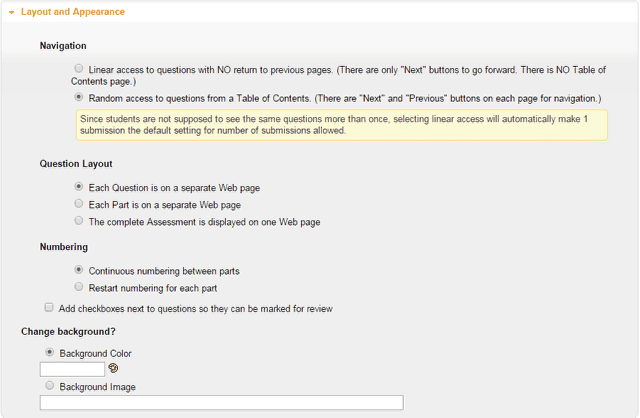 Layout and Appearance
Navigation
Linear access to questions with NO return to previous pages. (There are only "Next" buttons to go forward. There is NO Table of
Contents page.)
Random access to questions from a Table of Contents. (There are "Next" and "Previous" buttons on each page for navigation.)
Since students are not supposed to see the same questions more than once, selecting linear access will automatically make 1
submission the default setting for number of submissions allowed.
Question Layout
Each Question is on a separate Web page
Each Part is on a separate Web page
The complete Assessment is displayed on one Web page
Numbering
Continuous numbering between parts
Restart numbering for each part
Add checkboxes next to questions so they can be marked for review
Change background?
Background Color
Background Image